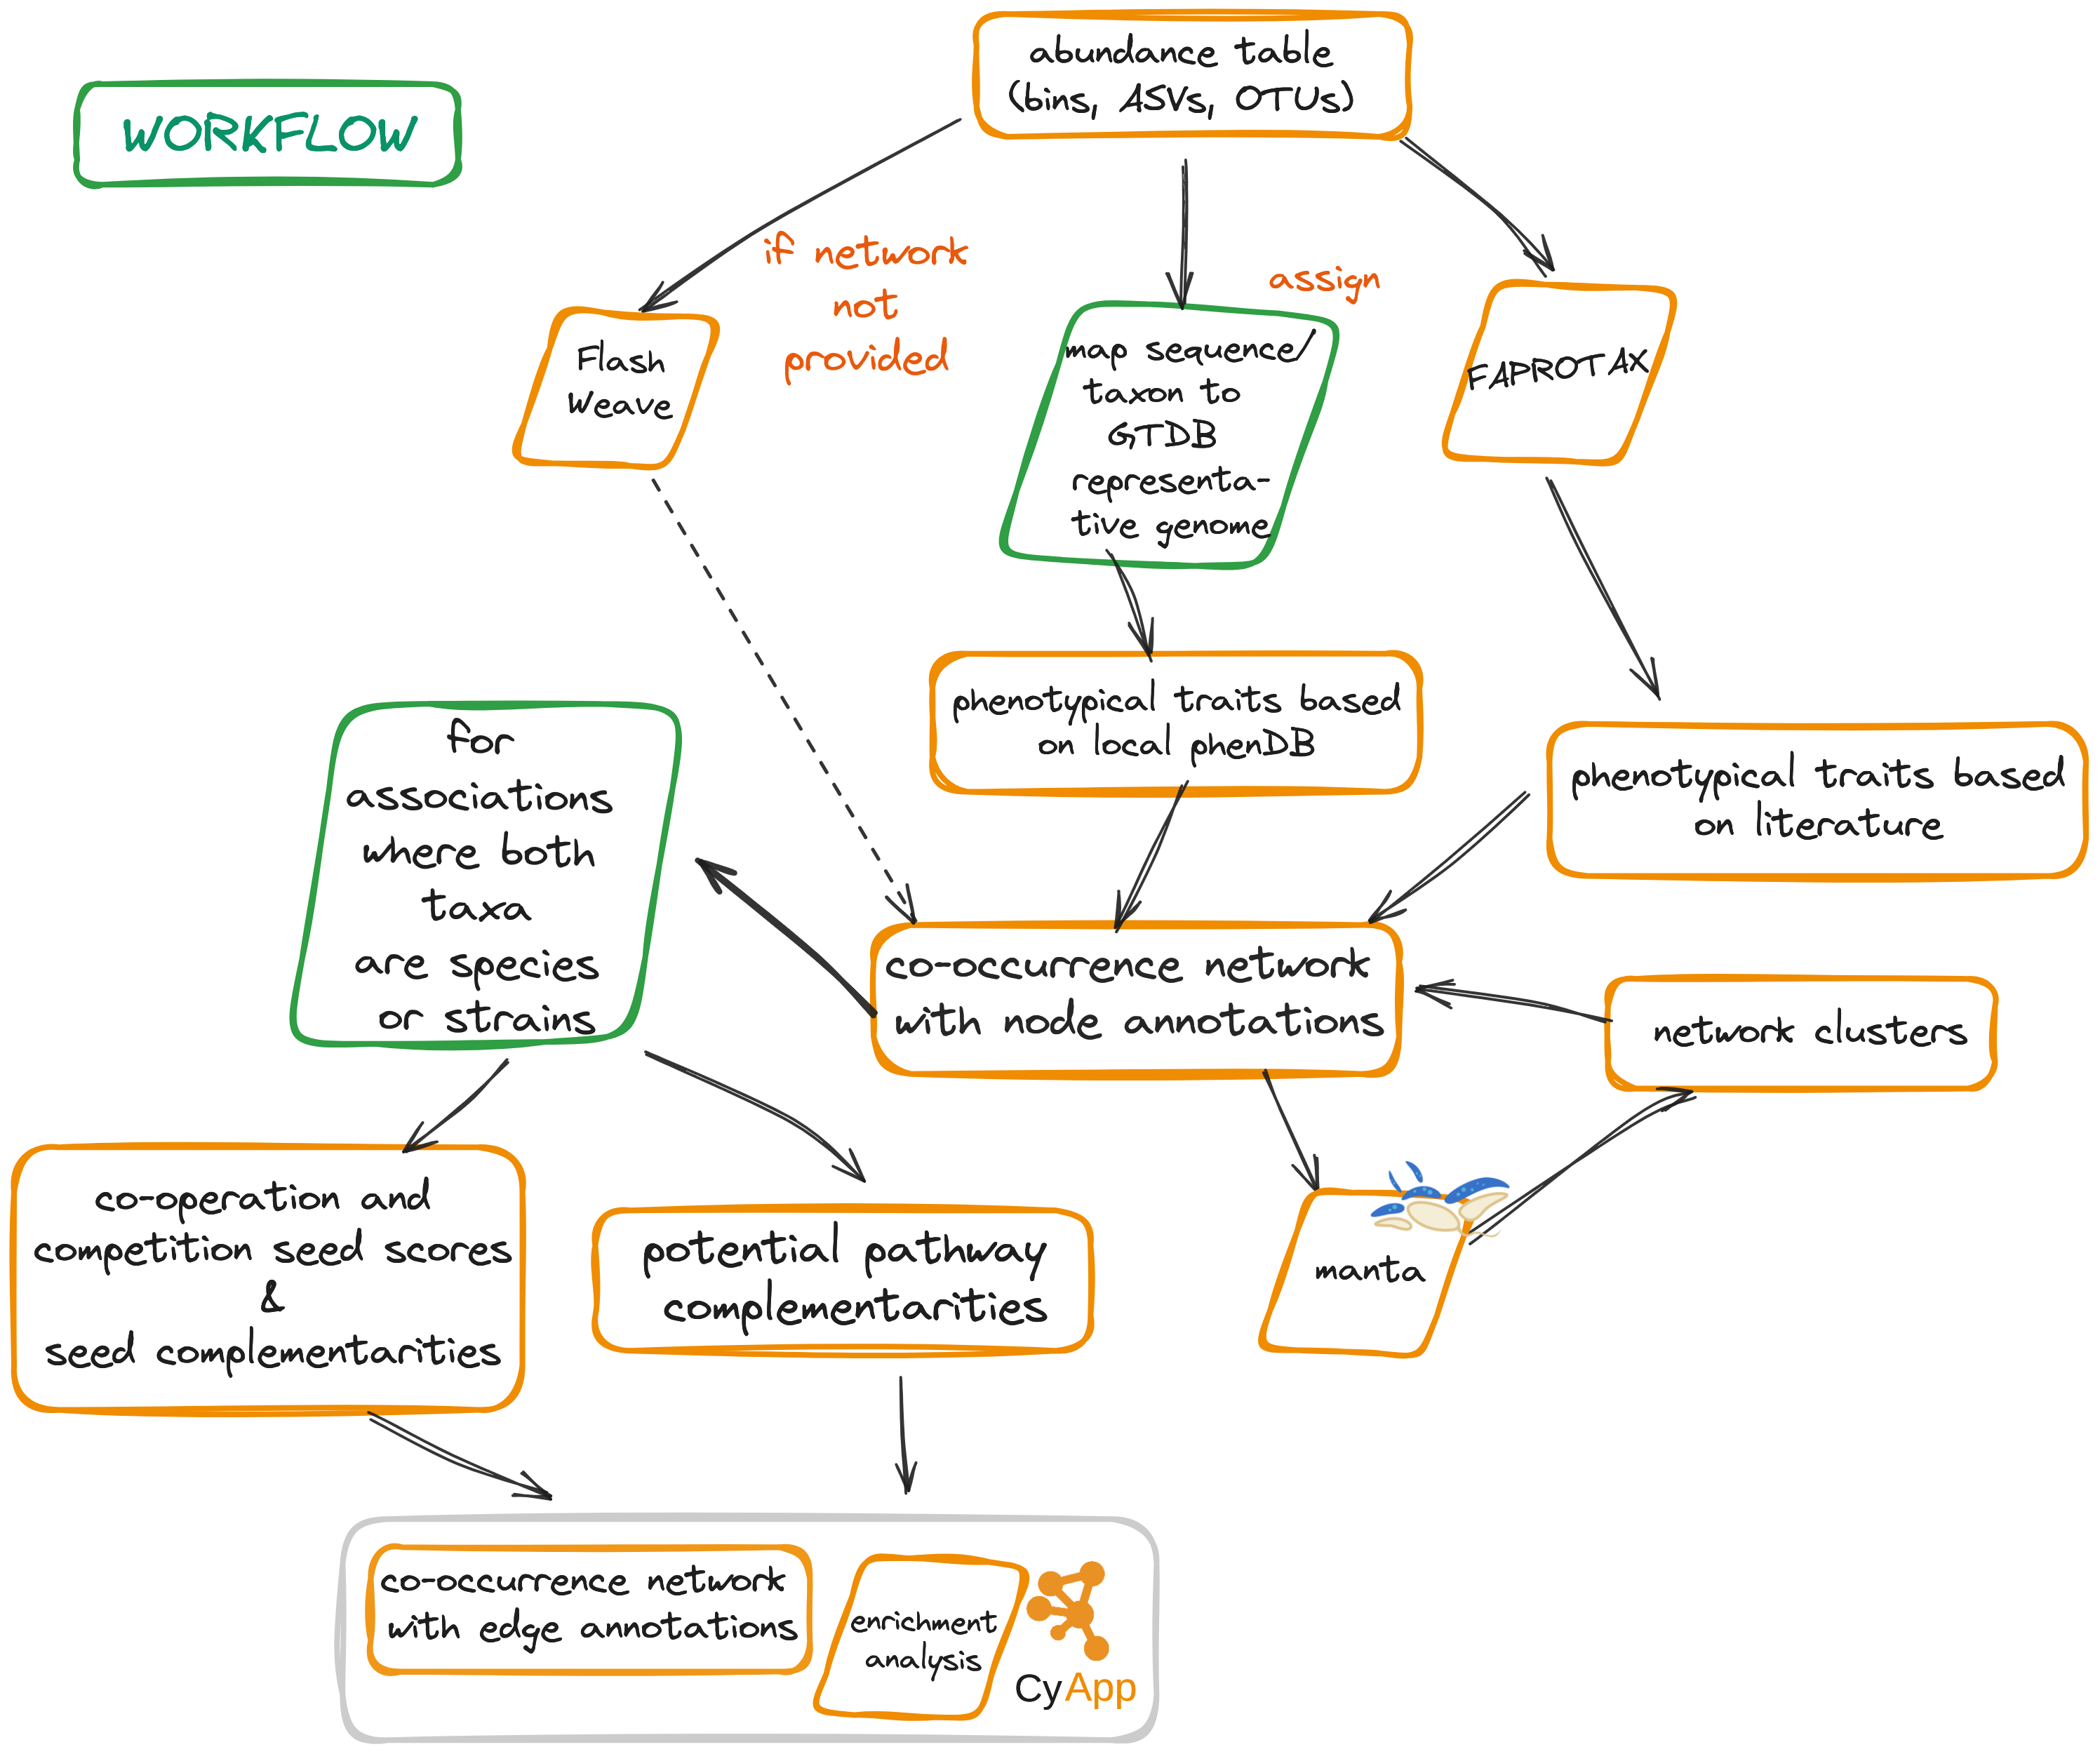 WORKFLOW
abundance table
(bins, ASVs, OTUs)
if network
not
provided
assign
Flash
Weave
map sequence/
taxon to
GTDB
representa-
tive genome
FAPROTAX
phenotypical traits based
on local phenDB
phenotypical traits based
on literature
for
associations
where both
taxa
are species
or strains
co-occurrence network
with node annotations
network clusters
co-operation and
competition seed scores
&
seed complementarities
potential pathway
complementarities
manta
co-occurrence network
with edge annotations
enrichment
analysis
CyApp